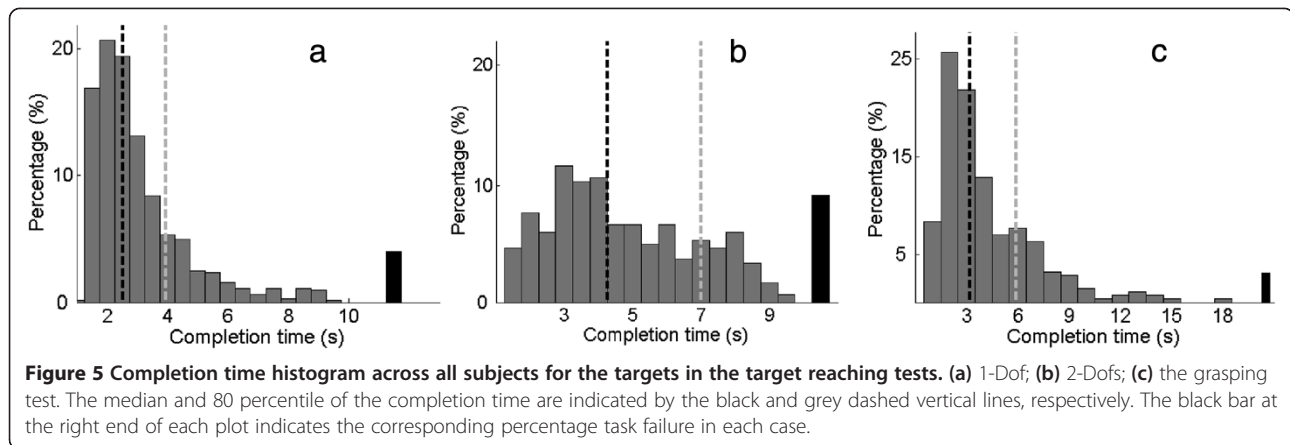 a
b
c
20
10
0
Percentage (%)
2 4 6 8 10
Completion time (s)
20
10
0
Percentage (%)
3 5 7 9
Completion time (s)
25
15
5
Percentage (%)
3 6 9 12 15 18
Completion time (s)
Figure 5 Completion time histogram across all subjects for the targets in the target reaching tests. (a) 1-Dof; (b) 2-Dofs; (c) the grasping
test. The median and 80 percentile of the completion time are indicated by the black and grey dashed vertical lines, respectively. The black bar at
the right end of each plot indicates the corresponding percentage task failure in each case.